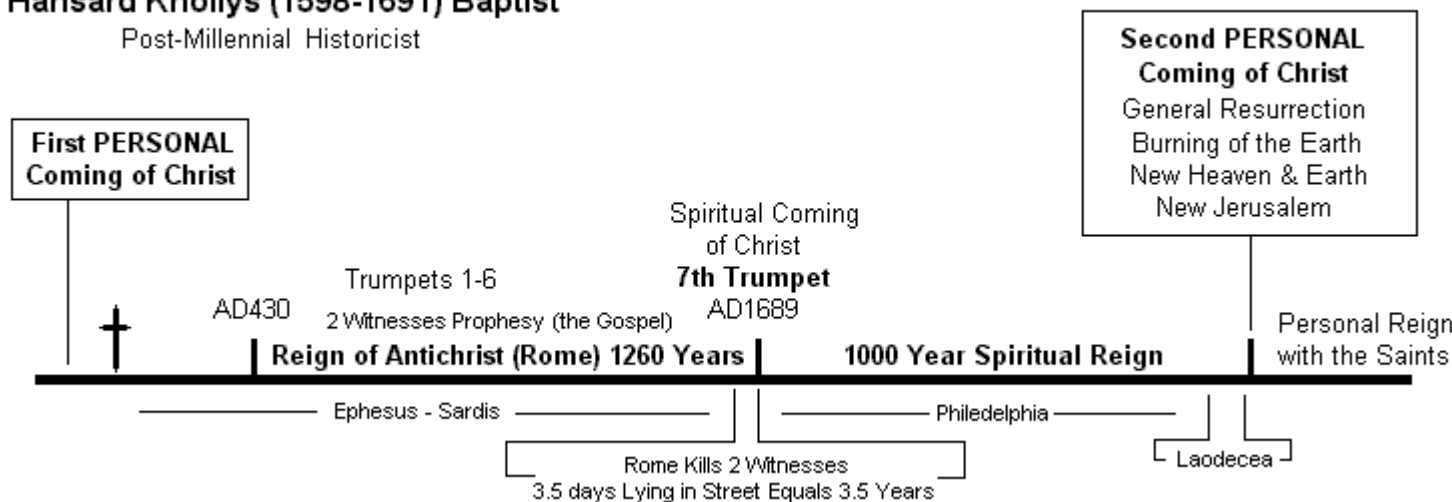 Hansard Knollys (1598-1691) Baptist
Post-Millennial Historicist
First PERSONAL
Coming of Christ
Second PERSONAL
Coming of Christ
General Resurrection
Burning of the Earth
New Heaven & Earth
New Jerusalem
Spiritual Coming
of Christ
7th Trumpet
AD1689
Trumpets 1-6
AD430
2 Witnesses Prophesy (the Gospel)
Reign of Antichrist (Rome) 1260 Years
1000 Year Spiritual Reign
Personal Reign
with the Saints
Ephesus - Sardis
Philedelphia
Rome Kills 2 Witnesses
3.5 days Lying in Street Equals 3.5 Years
Laodecea